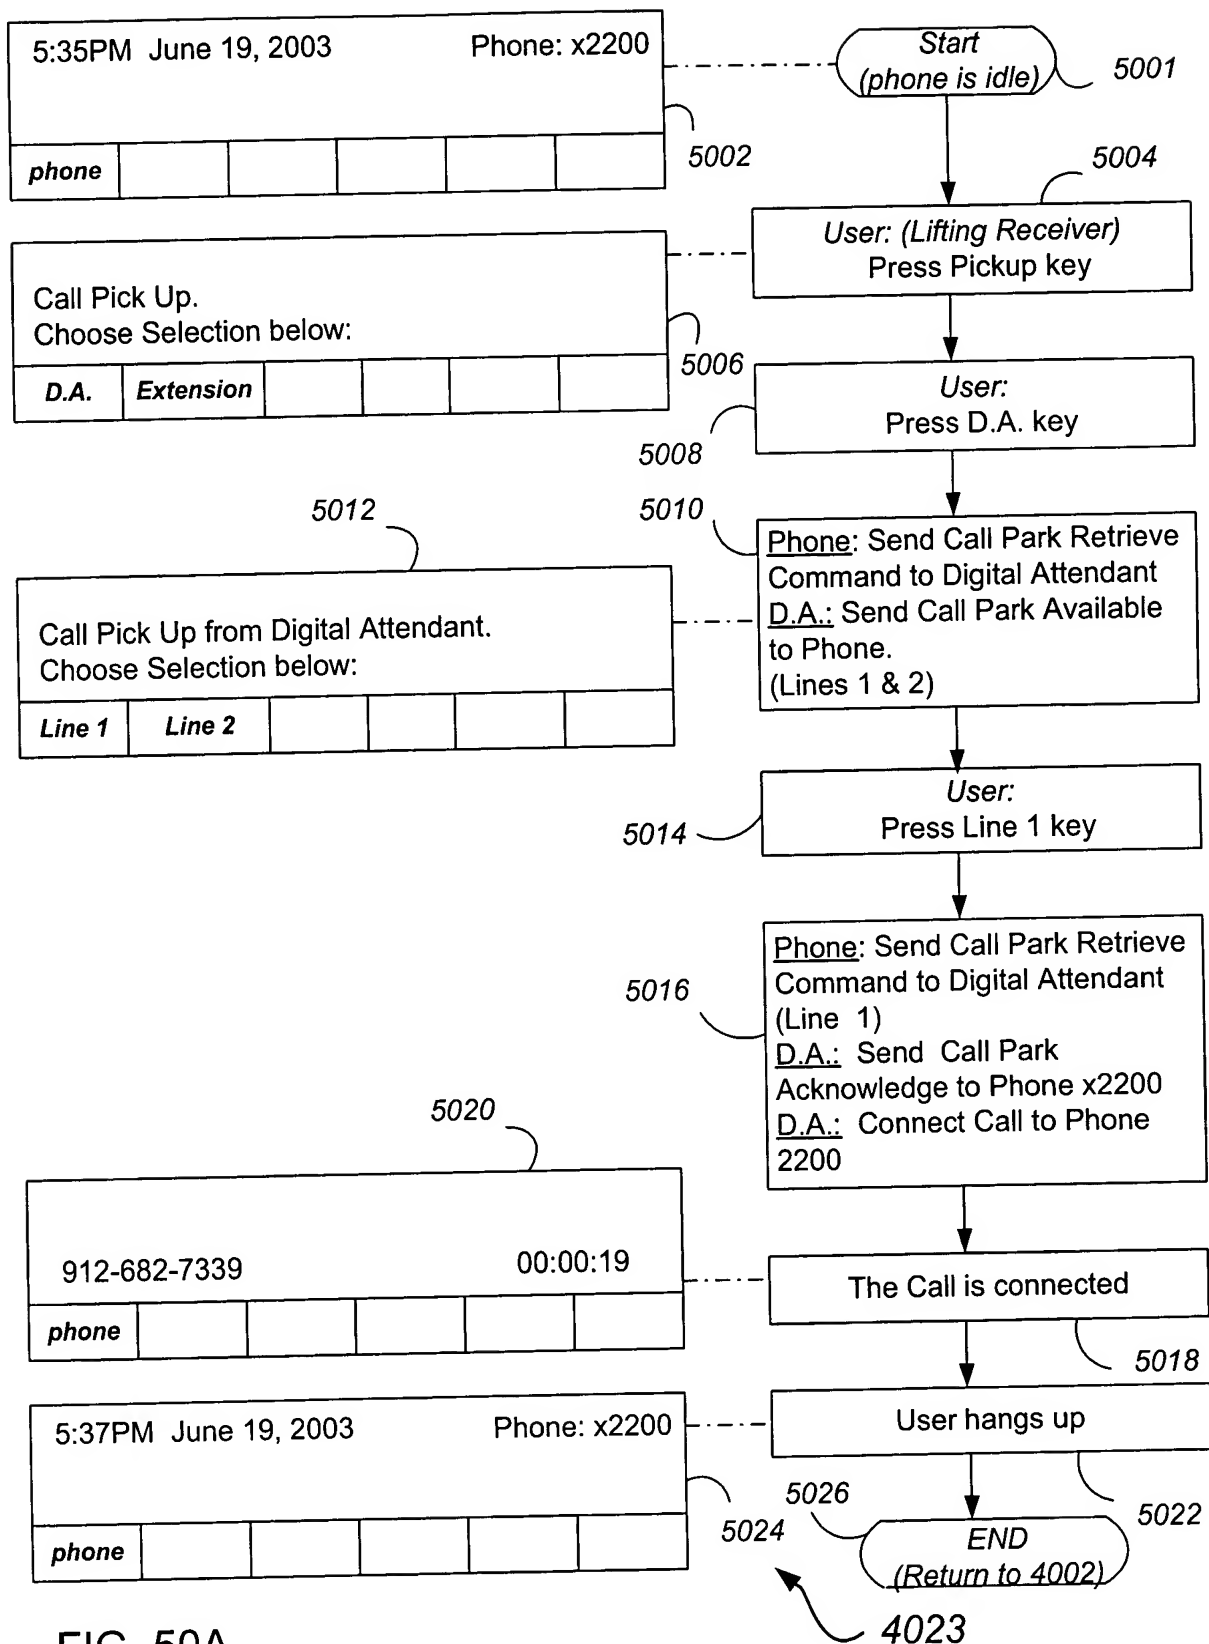 5:35PM June 19, 2003 Phone: x2200
phone
5002
Start
(phone is idle)
5001
5004
User: (Lifting Receiver)
Press Pickup key
Call Pick Up.
Choose Selection below:
D.A. Extension
5006
User:
Press D.A. key
5008
5012
5010
Phone: Send Call Park Retrieve
Command to Digital Attendant
D.A.: Send Call Park Available
to Phone.
(Lines 1 & 2)
Call Pick Up from Digital Attendant.
Choose Selection below:
Line 1 Line 2
User:
Press Line 1 key
5014
Phone: Send Call Park Retrieve
Command to Digital Attendant
(Line 1)
D.A.: Send Call Park
Acknowledge to Phone x2200
D.A.: Connect Call to Phone
2200
5016
5020
912-682-7339 00:00:19
phone
The Call is connected
5018
5:37PM June 19, 2003 Phone: x2200
phone
5024
User hangs up
5022
5026
END
(Return to 4002)
4023
FIG. 50A